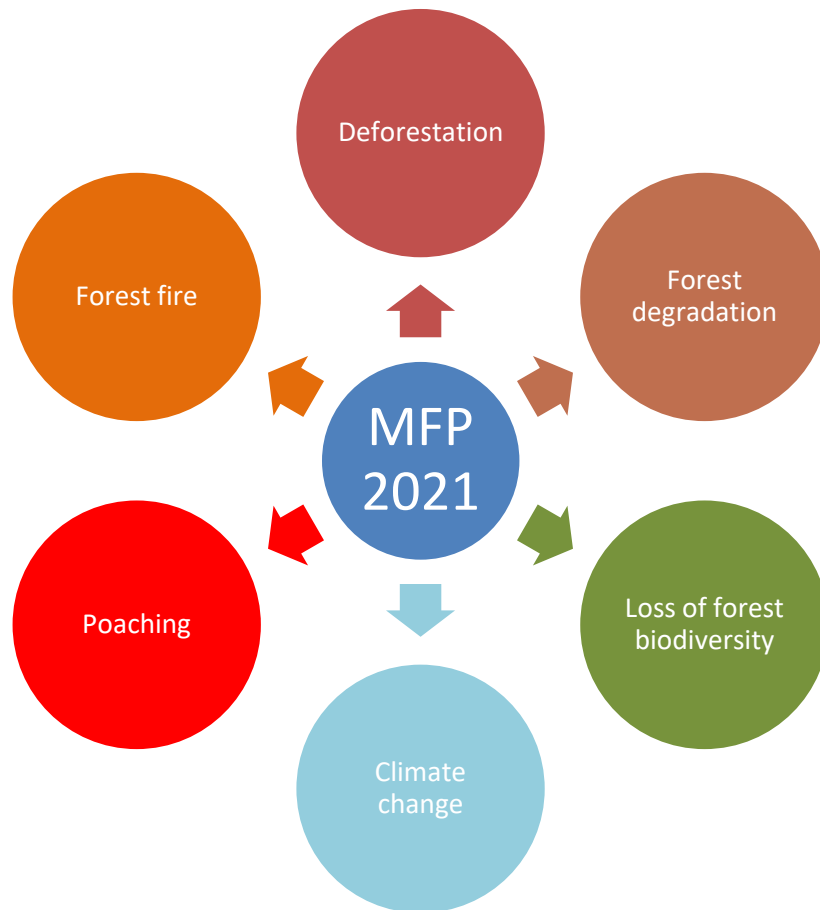 Deforestation
Forest fire
Forest
degradation
MFP
2021
Poaching
Loss of forest
biodiversity
Climate
change